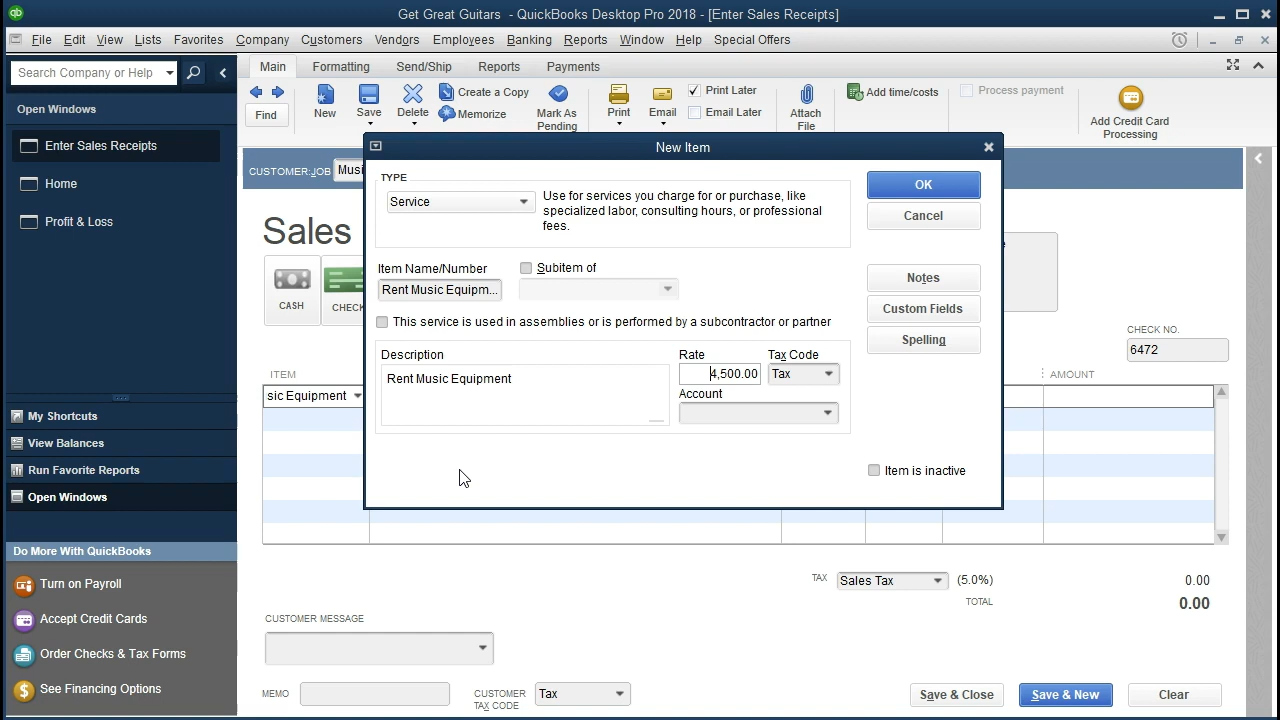 Get Great Guitars - QuickBooks Desktop Pro 2018 - [Enter Sales Receipts]
File Edit View Lists Favorites Company Customers Vendors Employees Banking Reports Window Help Special Offers
Search Company or Help
Main Formatting Send/Ship Reports Payments
Find
New
Save
Delete
Create a Copy
Memorize
Mark As
Pending
Print
Email
Print Later
Email Later
Attach
File
Add time/costs
Process payment
Add Credit Card
Processing
Open Windows
Enter Sales Receipts
Home
Profit & Loss
My Shortcuts
View Balances
Run Favorite Reports
Open Windows
Do More With QuickBooks
Turn on Payroll
Accept Credit Cards
Order Checks & Tax Forms
See Financing Options
CUSTOMER:JOB Musi
Sales
CASH
CHECK
New Item
TYPE
Service
Use for services you charge for or purchase, like
specialized labor, consulting hours, or professional
fees.
OK
Cancel
Item Name/Number
Subitem of
Rent Music Equipm...
Notes
Custom Fields
Spelling
This service is used in assemblies or is performed by a subcontractor or partner
Description
Rent Music Equipment
Rate
Tax Code
4,500.00
Tax
Account
Item is inactive
CHECK NO.
6472
ITEM
AMOUNT
sic Equipment
TAX
Sales Tax
(5.0%)
0.00
TOTAL
0.00
CUSTOMER MESSAGE
MEMO
CUSTOMER
TAX CODE
Tax
Save & Close
Save & New
Clear